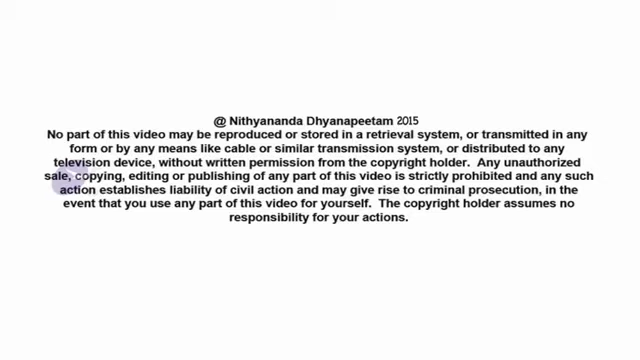 @ Nithyananda Dhyanapeetam 2015
No part of this video may be reproduced or stored in a retrieval system, or transmitted in any
form or by any means like cable or similar transmission system, or distributed to any
television device, without written permission from the copyright holder.  Any unauthorized
sale, copying, editing or publishing of any part of this video is strictly prohibited and any such
action establishes liability of civil action and may give rise to criminal prosecution, in the
event that you use any part of this video for yourself.  The copyright holder assumes no
responsibility for your actions.